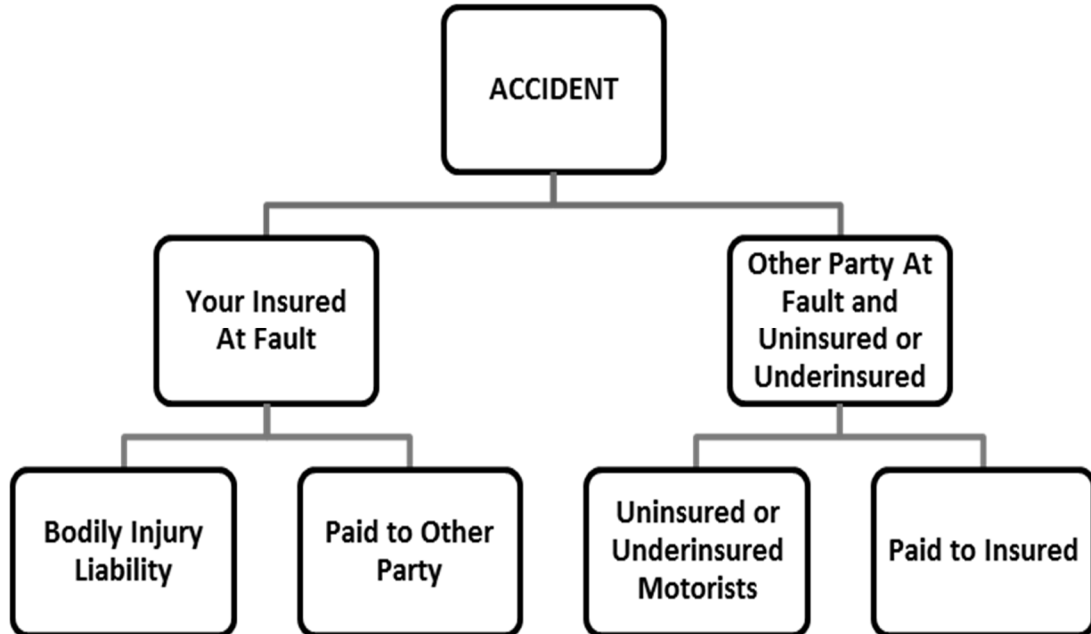 ACCIDENT
Your Insured
At Fault
Other Party At
Fault and
Uninsured or
Underinsured
Bodily Injury
Liability
Paid to Other
Party
Uninsured or
Underinsured
Motorists
Paid to Insured